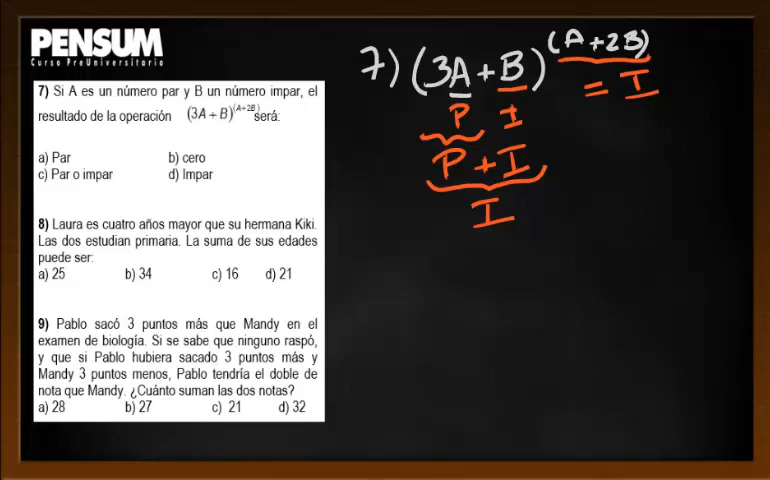 PENSUM
Curso PreUniversitario
7) Si A es un número par y B un número impar, el
resultado de la operación (3A + B)^(A+2B) será:
a) Par b) cero
c) Par o impar d) Impar
8) Laura es cuatro años mayor que su hermana Kiki.
Las dos estudian primaria. La suma de sus edades
puede ser:
a) 25 b) 34 c) 16 d) 21
9) Pablo sacó 3 puntos más que Mandy en el
examen de biología. Si se sabe que ninguno raspó,
y que si Pablo hubiera sacado 3 puntos más y
Mandy 3 puntos menos, Pablo tendría el doble de
nota que Mandy. ¿Cuánto suman las dos notas?
a) 28 b) 27 c) 21 d) 32
7) (3A + B)^(A+2B) = I
P I
P + I
I